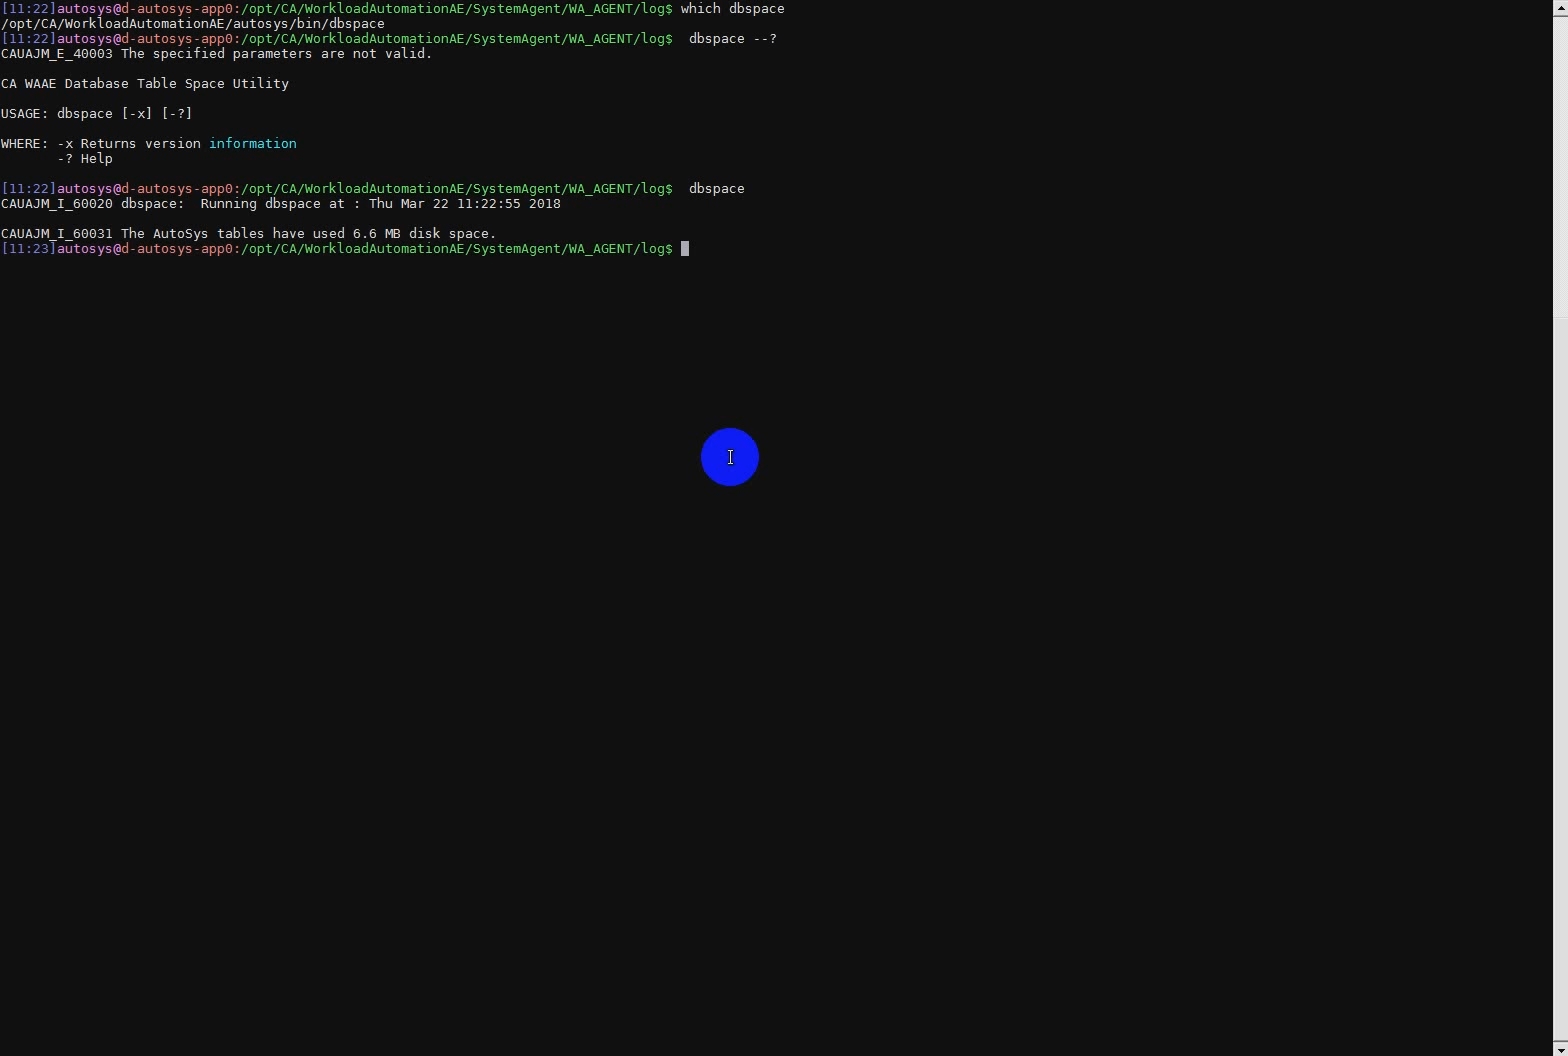 [11:22]autosys@d-autosys-app0:/opt/CA/WorkloadAutomationAE/SystemAgent/WA_AGENT/log$ which dbspace
/opt/CA/WorkloadAutomationAE/autosys/bin/dbspace
[11:22]autosys@d-autosys-app0:/opt/CA/WorkloadAutomationAE/SystemAgent/WA_AGENT/log$  dbspace --?
CAUAJM_E_40003 The specified parameters are not valid.
CA WAAE Database Table Space Utility
USAGE: dbspace [-x] [-?]
WHERE: -x Returns version information
       -? Help
[11:22]autosys@d-autosys-app0:/opt/CA/WorkloadAutomationAE/SystemAgent/WA_AGENT/log$  dbspace
CAUAJM_I_60020 dbspace:  Running dbspace at : Thu Mar 22 11:22:55 2018
CAUAJM_I_60031 The AutoSys tables have used 6.6 MB disk space.
[11:23]autosys@d-autosys-app0:/opt/CA/WorkloadAutomationAE/SystemAgent/WA_AGENT/log$